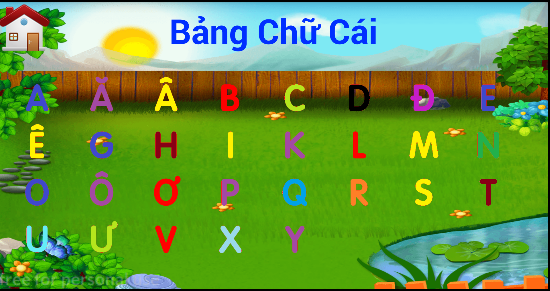 Bảng Chữ Cái
A Ă Â B C D Đ E
Ê G H I K L M N
O Ô Ơ P Q R S T
U Ư V X Y